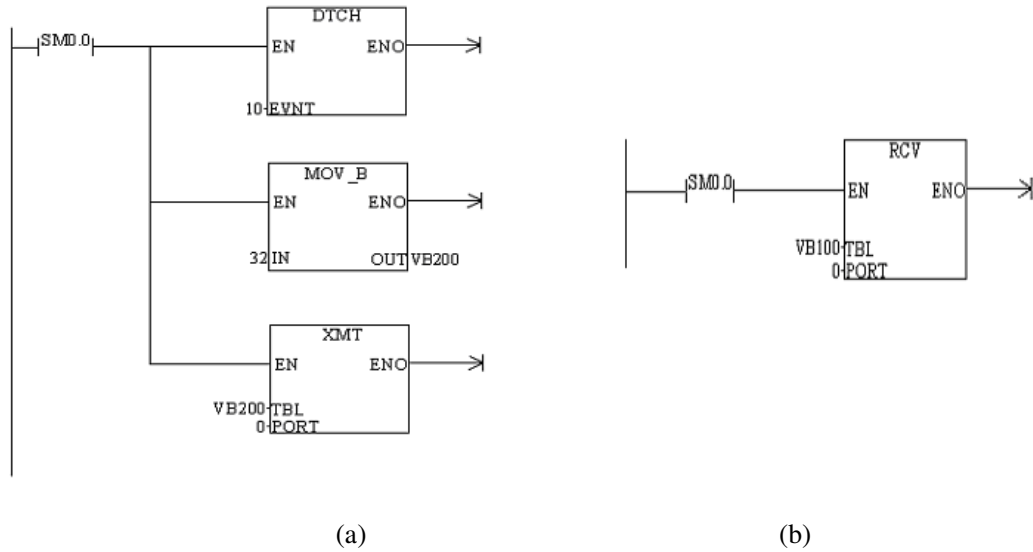 DTCH
SM0.0
EN ENO
10 EVNT
MOV_B
EN ENO
32 IN OUT VB200
XMT
EN ENO
VB200 TBL
0 PORT
RCV
SM0.0
EN ENO
VB100 TBL
0 PORT
(a) (b)